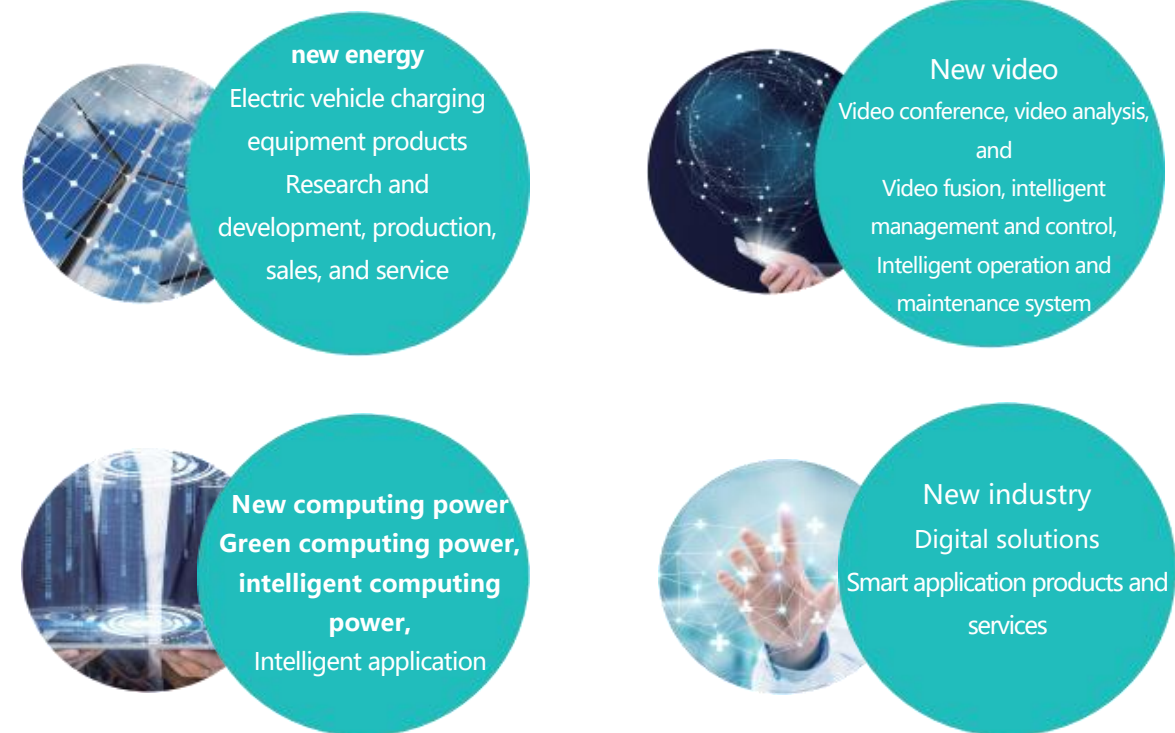 new energy
Electric vehicle charging
equipment products
Research and
development, production,
sales, and service
New video
Video conference, video analysis,
and
Video fusion, intelligent
management and control,
Intelligent operation and
maintenance system
New computing power
Green computing power,
intelligent computing
power,
Intelligent application
New industry
Digital solutions
Smart application products and
services